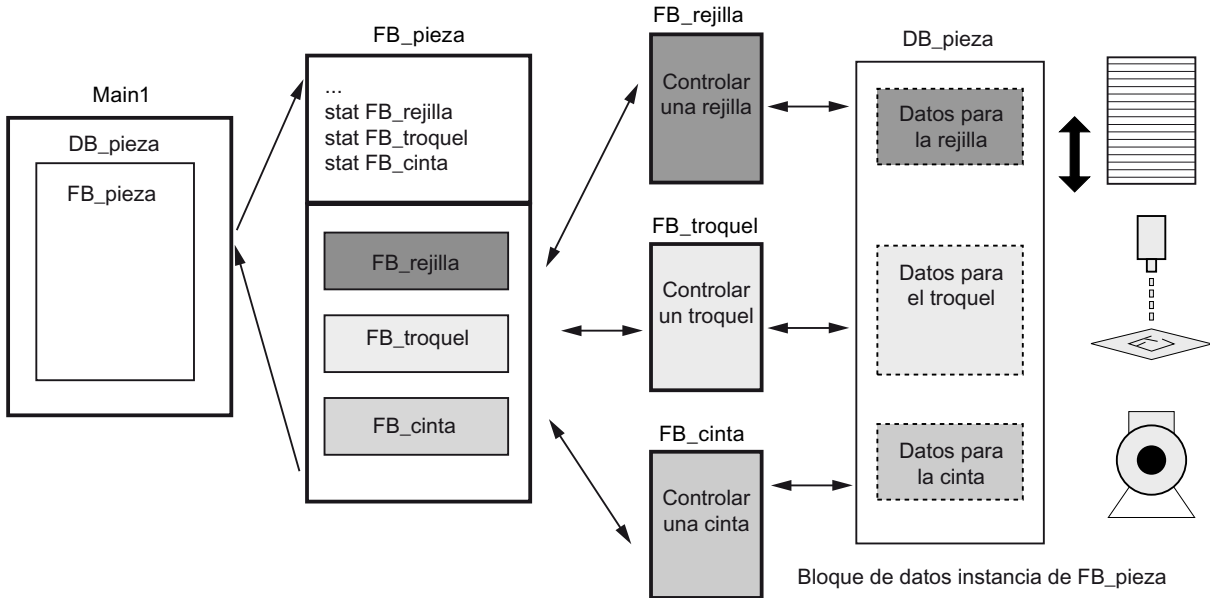 Main1
DB_pieza
FB_pieza
FB_pieza
...
stat FB_rejilla
stat FB_troquel
stat FB_cinta
FB_rejilla
FB_troquel
FB_cinta
FB_rejilla
Controlar
una rejilla
FB_troquel
Controlar
un troquel
FB_cinta
Controlar
una cinta
DB_pieza
Datos para
la rejilla
Datos para
el troquel
Datos para
la cinta
Bloque de datos instancia de FB_pieza